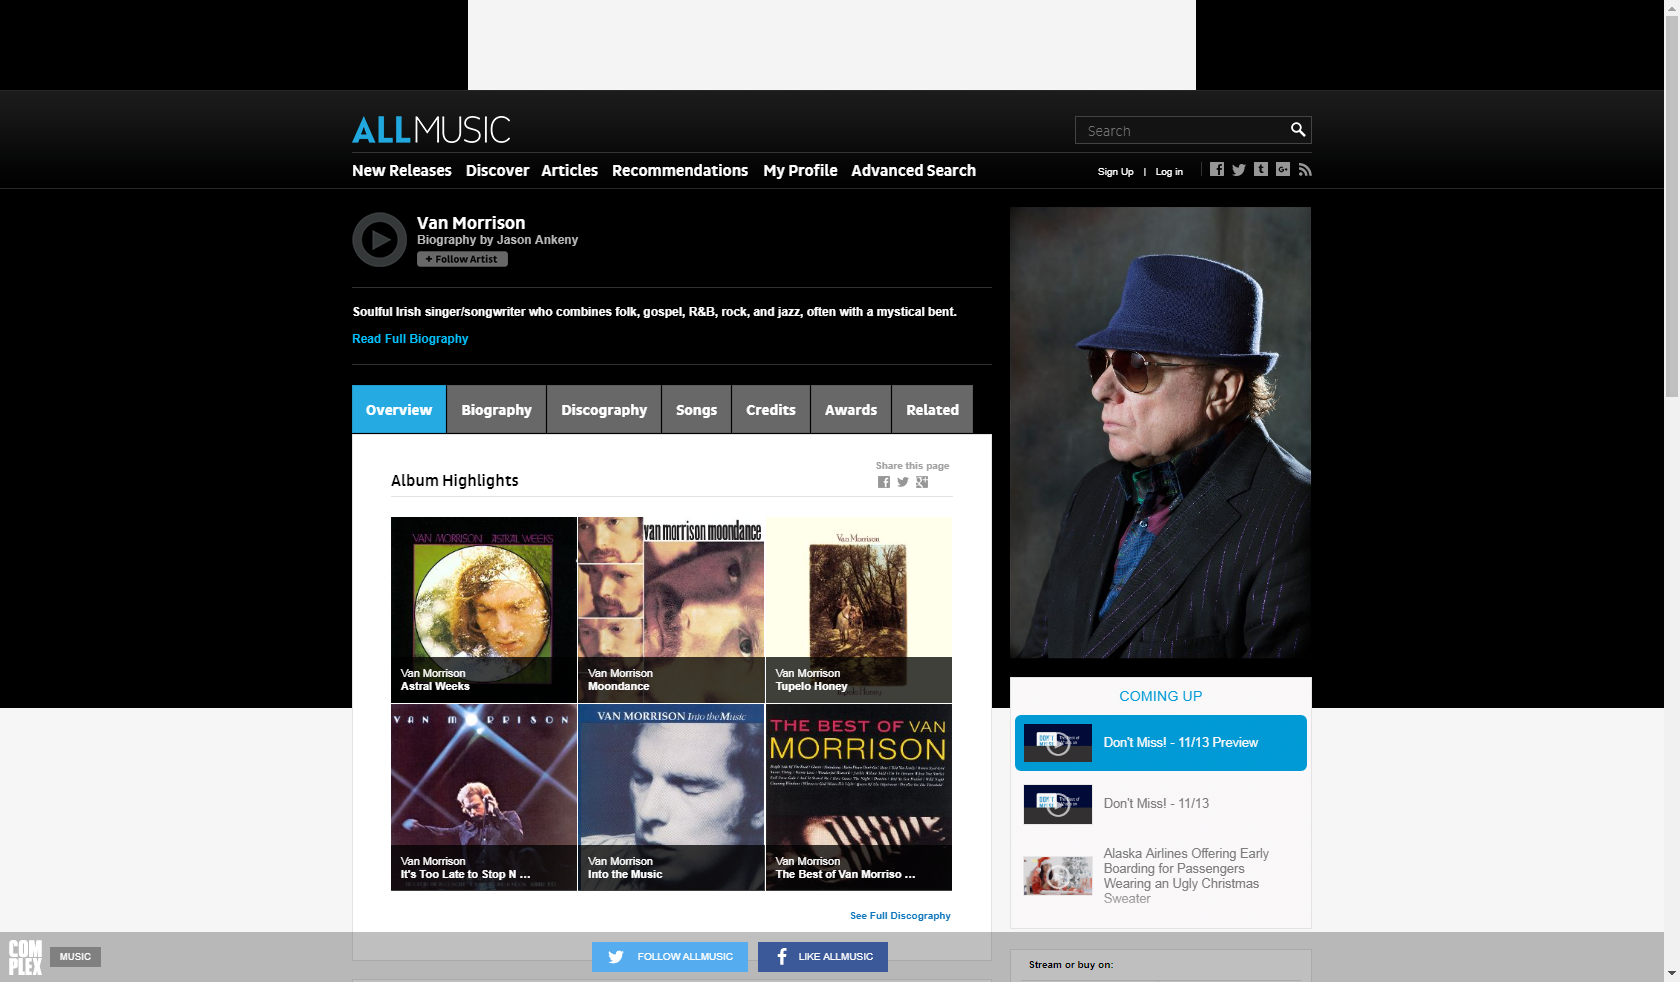 ALLMUSIC
Search
New Releases Discover Articles Recommendations My Profile Advanced Search
Sign Up | Log in
Van Morrison
Biography by Jason Ankeny
+ Follow Artist
Soulful Irish singer/songwriter who combines folk, gospel, R&B, rock, and jazz, often with a mystical bent.
Read Full Biography
Overview Biography Discography Songs Credits Awards Related
Share this page
Album Highlights
VAN MORRISON ASTRAL WEEKS
Van Morrison
Astral Weeks
van morrison moondance
Van Morrison
Moondance
Van Morrison
Van Morrison
Tupelo Honey
VAN MORRISON
Van Morrison
It's Too Late to Stop N ...
VAN MORRISON Into the Music
Van Morrison
Into the Music
THE BEST OF VAN
MORRISON
Van Morrison
The Best of Van Morriso ...
See Full Discography
COMING UP
Don't Miss! - 11/13 Preview
Don't Miss! - 11/13
Alaska Airlines Offering Early
Boarding for Passengers
Wearing an Ugly Christmas
Sweater
Stream or buy on:
COM
PLEX
MUSIC
FOLLOW ALLMUSIC
LIKE ALLMUSIC